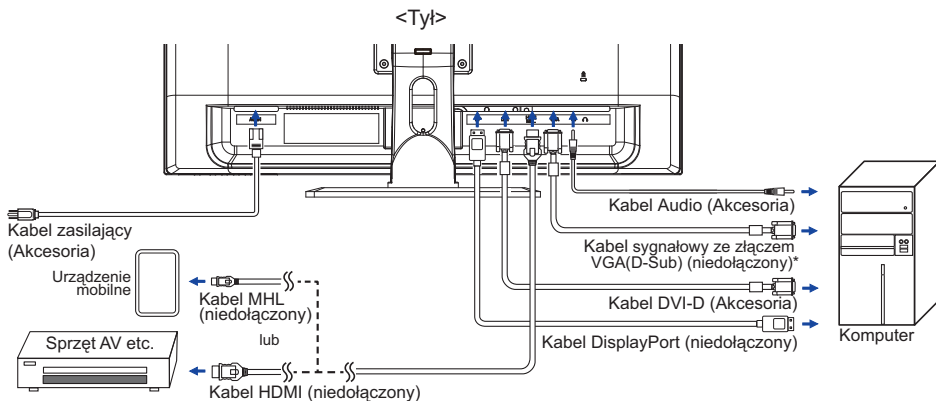 <Tył>
Kabel zasilający
(Akcesoria)
Urządzenie
mobilne
Kabel MHL
(niedołączony)
lub
Sprzęt AV etc.
Kabel HDMI (niedołączony)
Kabel Audio (Akcesoria)
Kabel sygnałowy ze złączem
VGA(D-Sub) (niedołączony)*
Kabel DVI-D (Akcesoria)
Kabel DisplayPort (niedołączony)
Komputer